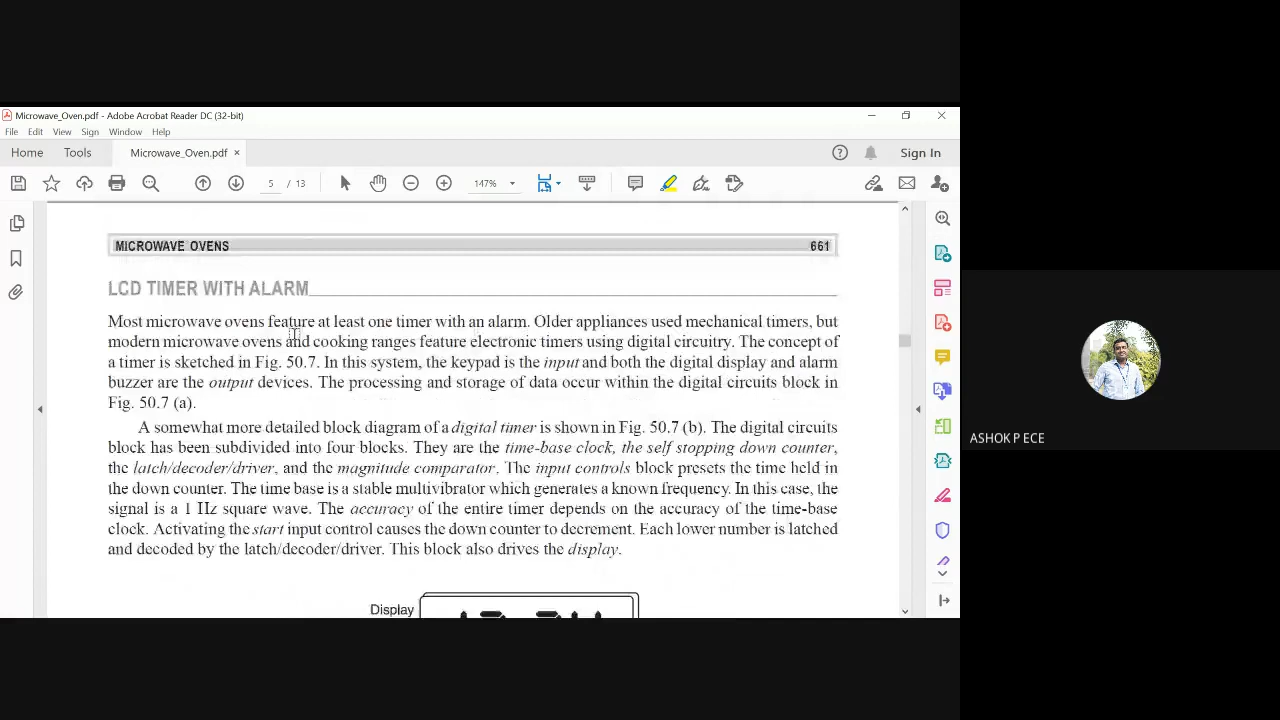 Microwave_Oven.pdf - Adobe Acrobat Reader DC (32-bit)
File Edit View Sign Window Help
Home Tools Microwave_Oven.pdf × Sign In
5 / 13 147%
MICROWAVE OVENS 661
LCD TIMER WITH ALARM
Most microwave ovens feature at least one timer with an alarm. Older appliances used mechanical timers, but
modern microwave ovens and cooking ranges feature electronic timers using digital circuitry. The concept of
a timer is sketched in Fig. 50.7. In this system, the keypad is the input and both the digital display and alarm
buzzer are the output devices. The processing and storage of data occur within the digital circuits block in
Fig. 50.7 (a).
A somewhat more detailed block diagram of a digital timer is shown in Fig. 50.7 (b). The digital circuits
block has been subdivided into four blocks. They are the time-base clock, the self stopping down counter,
the latch/decoder/driver, and the magnitude comparator. The input controls block presets the time held in
the down counter. The time base is a stable multivibrator which generates a known frequency. In this case, the
signal is a 1 Hz square wave. The accuracy of the entire timer depends on the accuracy of the time-base
clock. Activating the start input control causes the down counter to decrement. Each lower number is latched
and decoded by the latch/decoder/driver. This block also drives the display.
Display
ASHOK P ECE